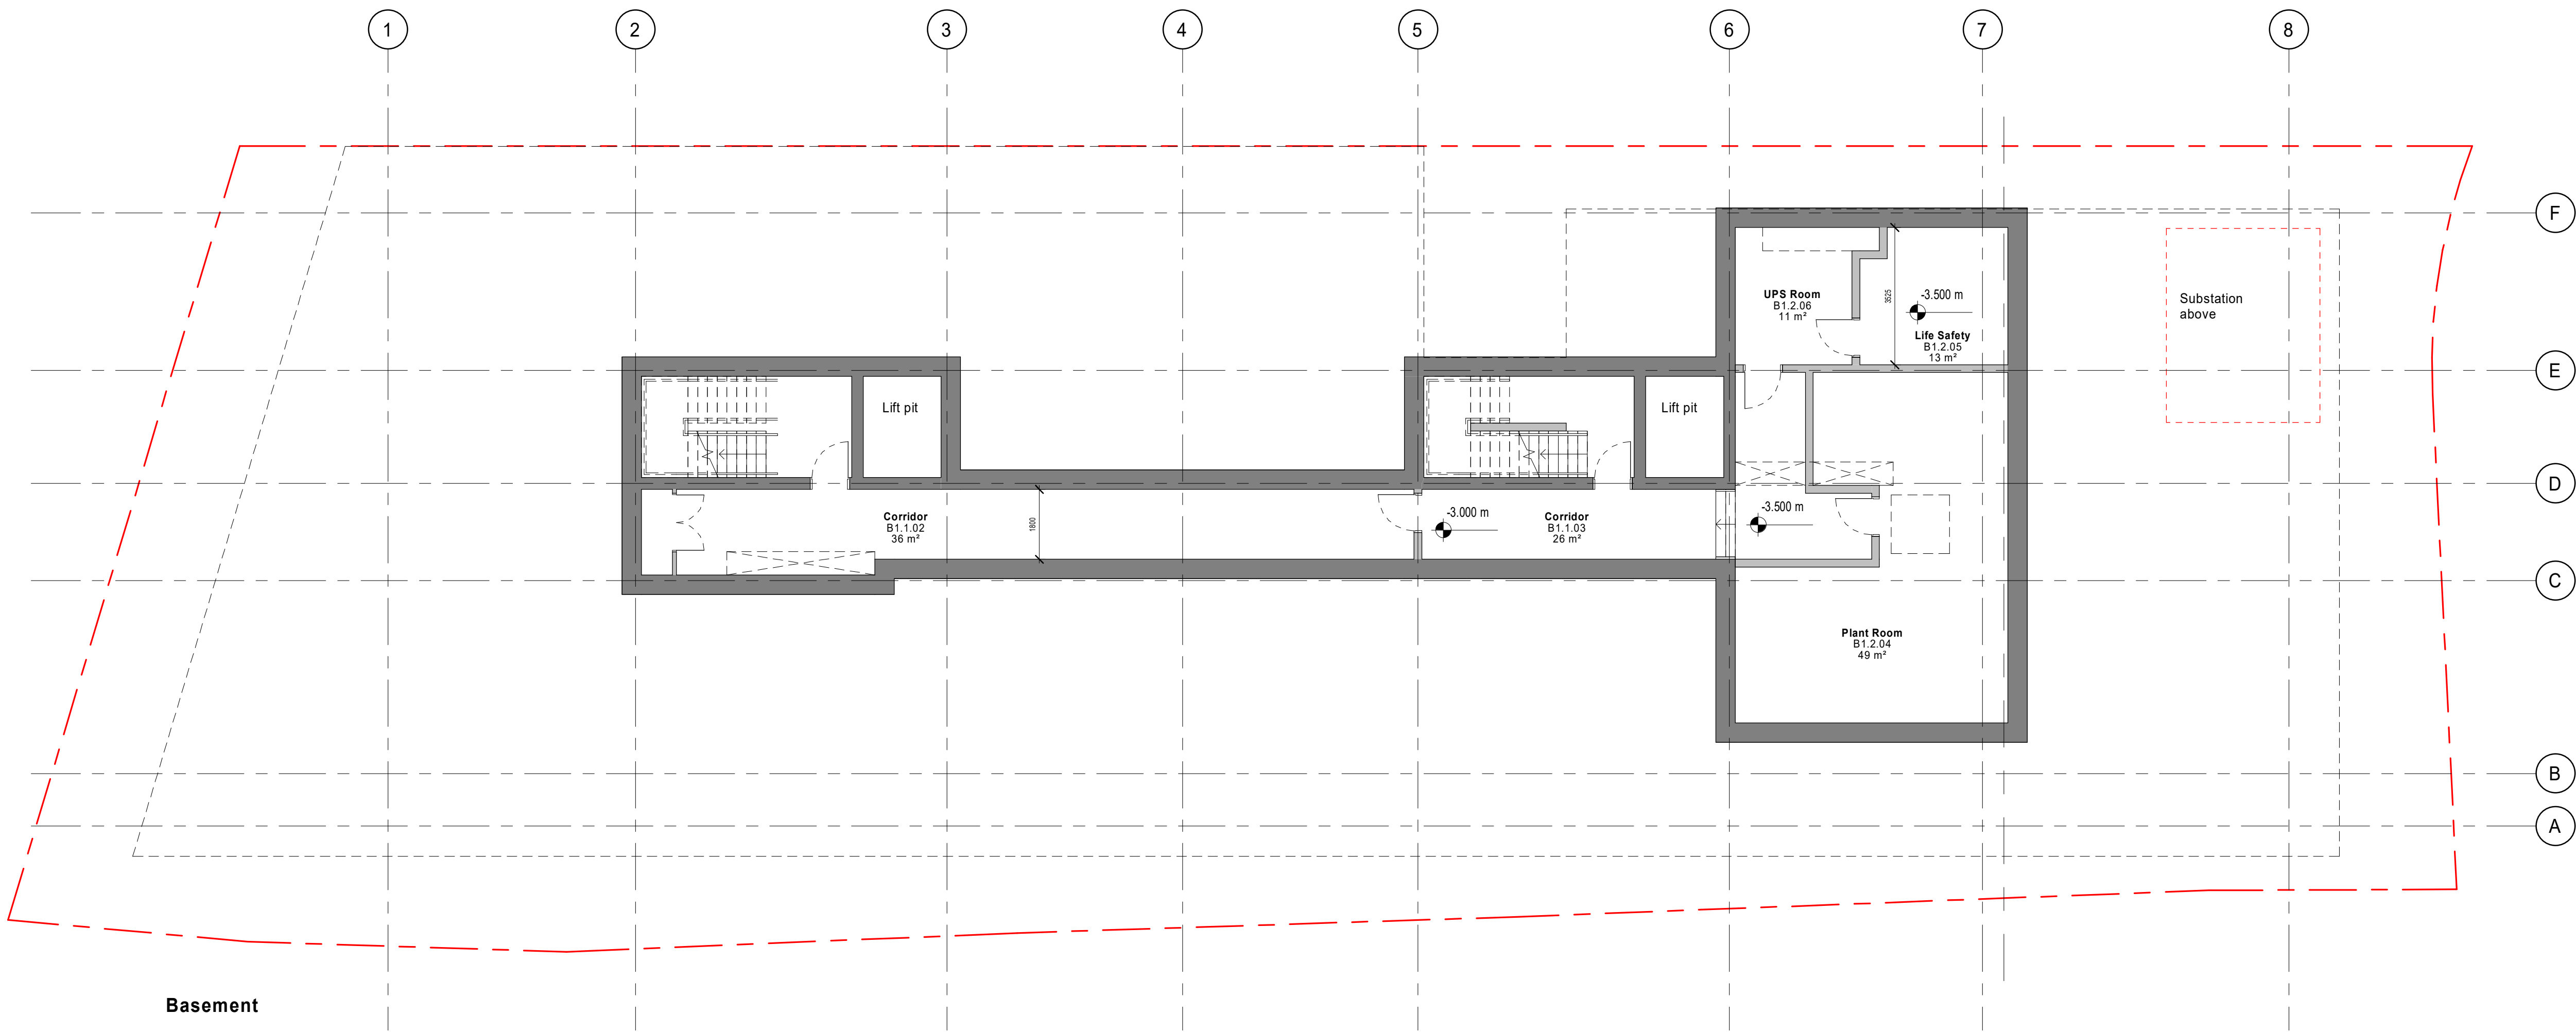 1
2
3
4
5
6
7
8
F
E
D
C
B
A
UPS Room
B1.2.06
11 m²
3525
-3.500 m
Life Safety
B1.2.05
13 m²
Substation
above
Lift pit
Lift pit
Corridor
B1.1.02
36 m²
1800
-3.000 m
Corridor
B1.1.03
26 m²
-3.500 m
Plant Room
B1.2.04
49 m²
Basement